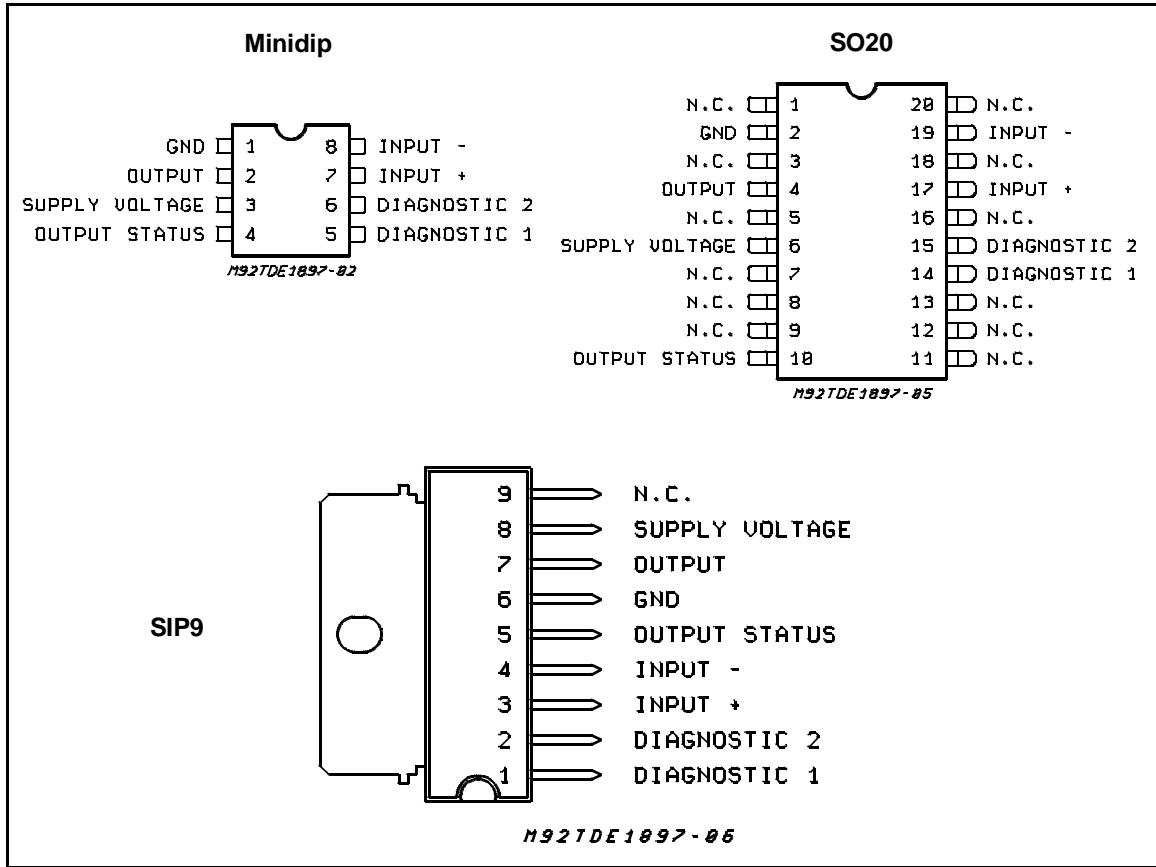 Minidip
GND 1 8 INPUT -
OUTPUT 2 7 INPUT +
SUPPLY VOLTAGE 3 6 DIAGNOSTIC 2
OUTPUT STATUS 4 5 DIAGNOSTIC 1
M92TDE1897-02
SO20
N.C. 1 20 N.C.
GND 2 19 INPUT -
N.C. 3 18 N.C.
OUTPUT 4 17 INPUT +
N.C. 5 16 N.C.
SUPPLY VOLTAGE 6 15 DIAGNOSTIC 2
N.C. 7 14 DIAGNOSTIC 1
N.C. 8 13 N.C.
N.C. 9 12 N.C.
OUTPUT STATUS 10 11 N.C.
M92TDE1897-05
SIP9
9 N.C.
8 SUPPLY VOLTAGE
7 OUTPUT
6 GND
5 OUTPUT STATUS
4 INPUT -
3 INPUT +
2 DIAGNOSTIC 2
1 DIAGNOSTIC 1
M92TDE1897-06